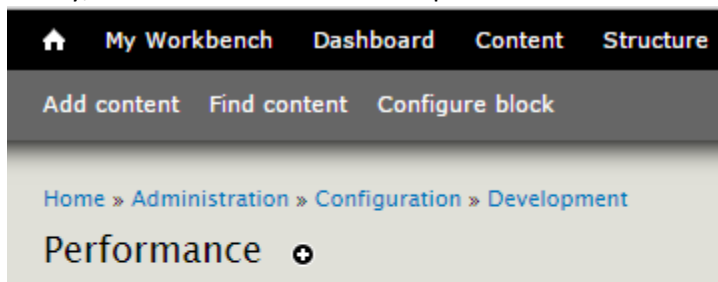 My Workbench Dashboard Content Structure
Add content Find content Configure block
Home » Administration » Configuration » Development
Performance